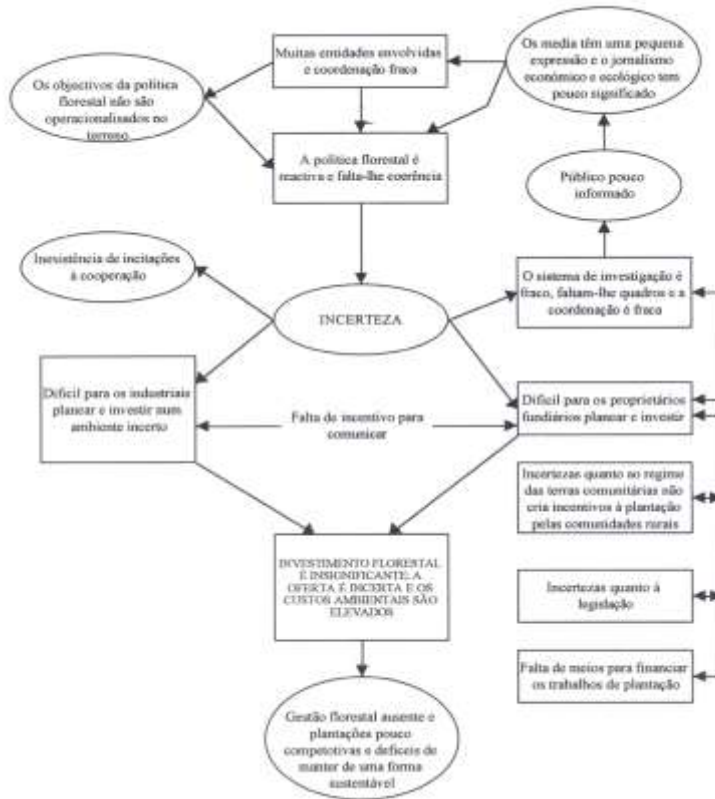 Muitas entidades envolvidas
e coordenação fraca
Os media têm uma pequena
expressão e o jornalismo
económico e ecológico tem
pouco significado
Os objectivos da política
florestal não são
operacionalisados no
terreno.
A política florestal é
reactiva e falta-lhe coerência
Público pouco
informado
Inexistência de incitações
à cooperação
INCERTEZA
O sistema de investigação é
fraco, faltam-lhe quadros e a
coordenação é fraca
Dificil para os industriais
planear e investir num
ambiente incerto
Falta de incentivo para
comunicar
Dificil para os proprietários
fundiários planear e investir
Incertezas quanto ao regime
das terras comunitárias não
cria incentivos à plantação
pelas comunidades rurais
INVESTIMENTO FLORESTAL
É INSIGNIFICANTE; A
OFERTA É INCERTA E OS
CUSTOS AMBIENTAIS SÃO
ELEVADOS
Incertezas quanto à
legislação
Falta de meios para financiar
os trabalhos de plantação
Gestão florestal ausente e
plantações pouco
competotivas e deficeis de
manter de uma forma
sustentável